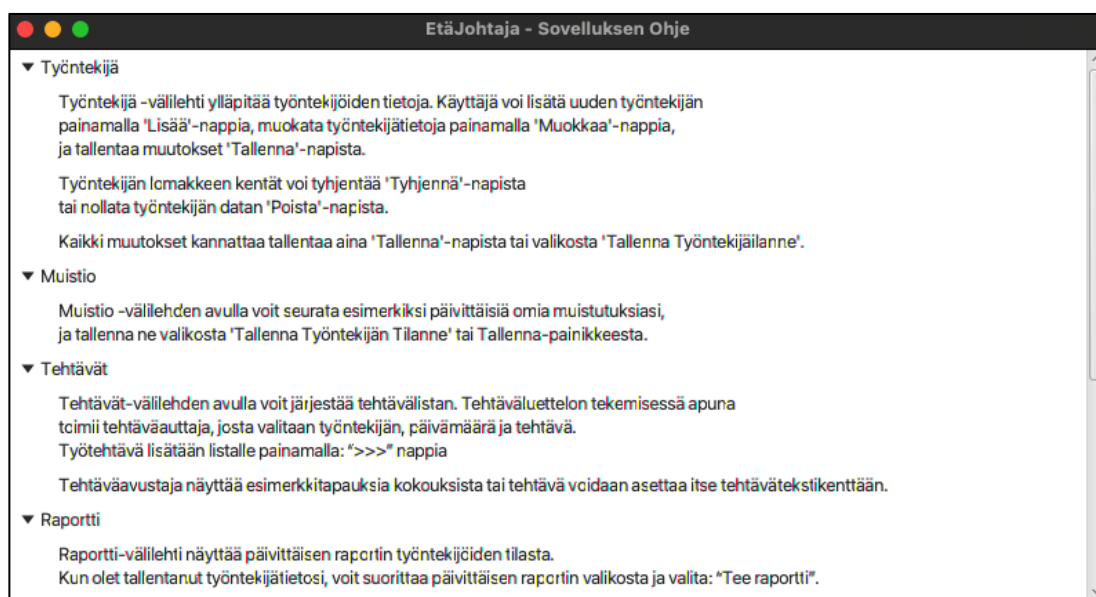 EtäJohtaja - Sovelluksen Ohje
▼ Työntekijä
Työntekijä -välilehti ylläpitää työntekijöiden tietoja. Käyttäjä voi lisätä uuden työntekijän
painamalla 'Lisää'-nappia, muokata työntekijätietoja painamalla 'Muokkaa'-nappia,
ja tallentaa muutokset 'Tallenna'-napista.
Työntekijän lomakkeen kentät voi tyhjentää 'Tyhjennä'-napista
tai nollata työntekijän datan 'Poista'-napista.
Kaikki muutokset kannattaa tallentaa aina 'Tallenna'-napista tai valikosta 'Tallenna Työntekijäilanne'.
▼ Muistio
Muistio -välilehden avulla voit seurata esimerkiksi päivittäisiä omia muistutuksiasi,
ja tallenna ne valikosta 'Tallenna Työntekijän Tilanne' tai Tallenna-painikkeesta.
▼ Tehtävät
Tehtävät-välilehden avulla voit järjestää tehtävälistan. Tehtäväluettelon tekemisessä apuna
toimii tehtäväauttaja, josta valitaan työntekijän, päivämäärä ja tehtävä.
Työtehtävä lisätään listalle painamalla: “>>>” nappia
Tehtäväavustaja näyttää esimerkkitapauksia kokouksista tai tehtävä voidaan asettaa itse tehtävätekstikenttään.
▼ Raportti
Raportti-välilehti näyttää päivittäisen raportin työntekijöiden tilasta.
Kun olet tallentanut työntekijätietosi, voit suorittaa päivittäisen raportin valikosta ja valita: “Tee raportti”.